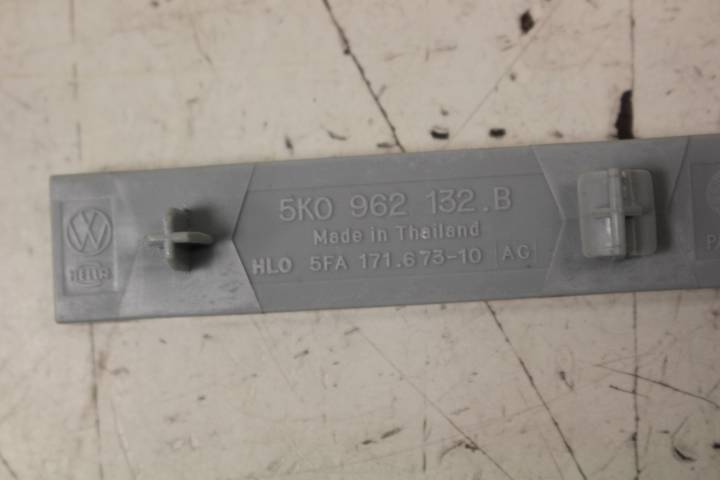 5K0 962 132.B
Made in Thailand
HLO 5FA 171.673-10 AC
VW
HELLA
P